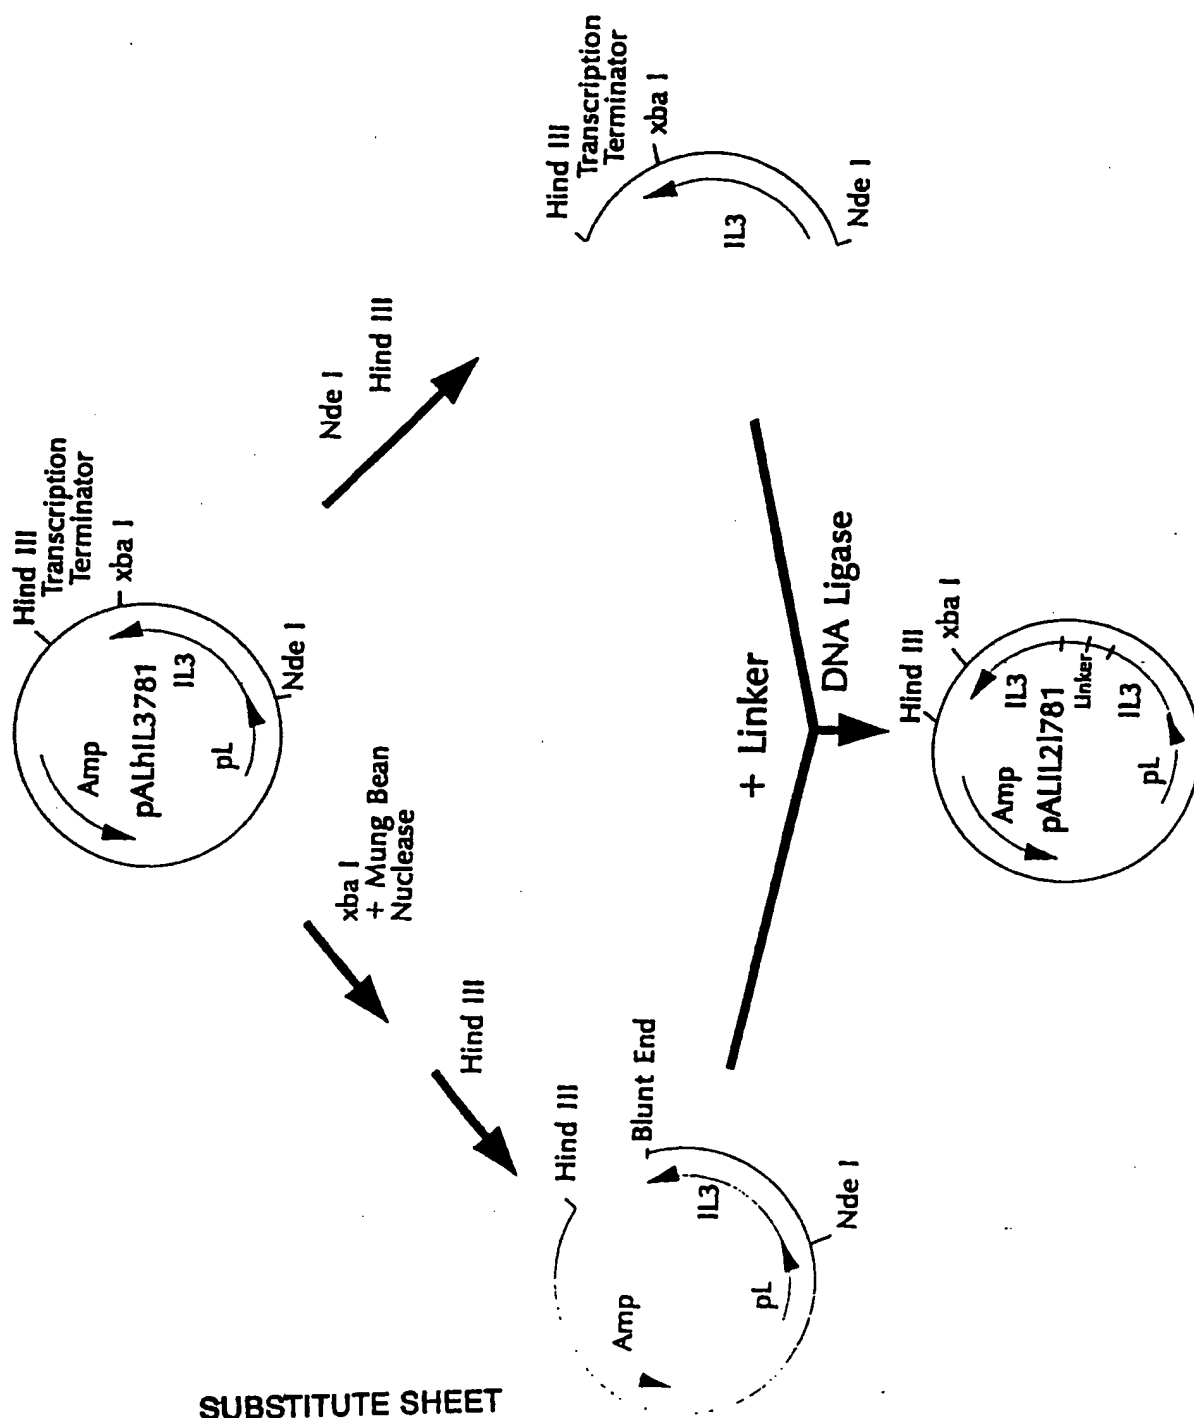 Hind III
Transcription
Terminator
xba I
Amp
pALhIL3781
IL3
pL
Nde I
xba I
+ Mung Bean
Nuclease
Hind III
Nde I
Hind III
Hind III
Blunt End
Amp
IL3
pL
Nde I
Hind III
Transcription
Terminator
xba I
IL3
Nde I
+ Linker
DNA Ligase
Hind III
xba I
Amp
pALIL2I781
IL3
Linker
IL3
pL
SUBSTITUTE SHEET